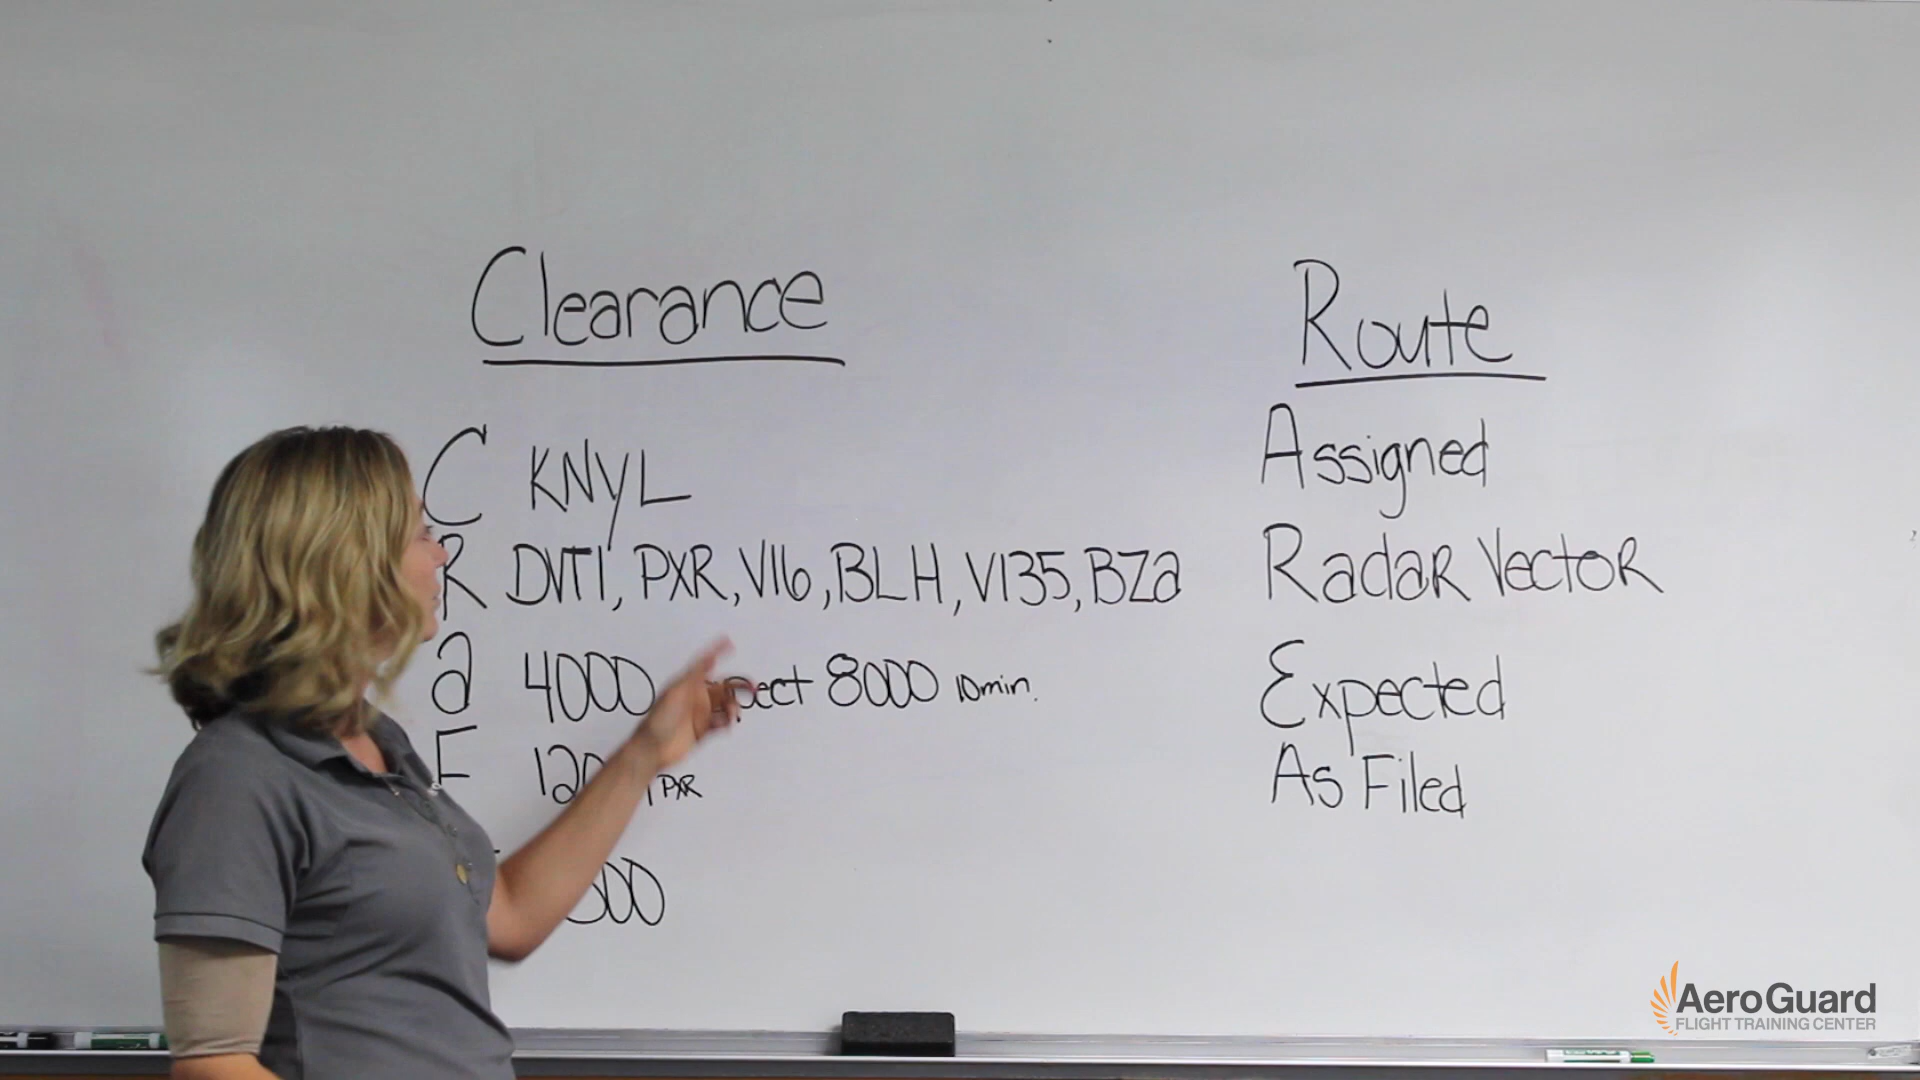 Clearance
C KNYL
R DVT1, PXR, V16, BLH, V135, BZa
a 4000 8000 10min.
F PXR
Route
Assigned
Radar Vector
Expected
As Filed
AeroGuard
FLIGHT TRAINING CENTER